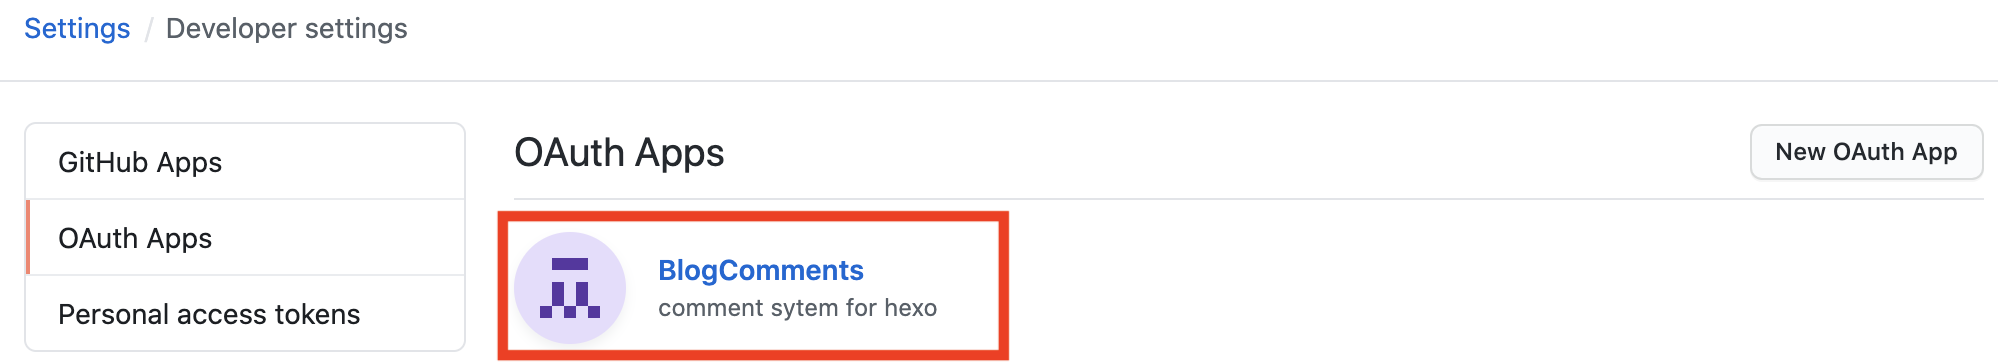 Settings / Developer settings
GitHub Apps
OAuth Apps
Personal access tokens
OAuth Apps
New OAuth App
BlogComments
comment sytem for hexo